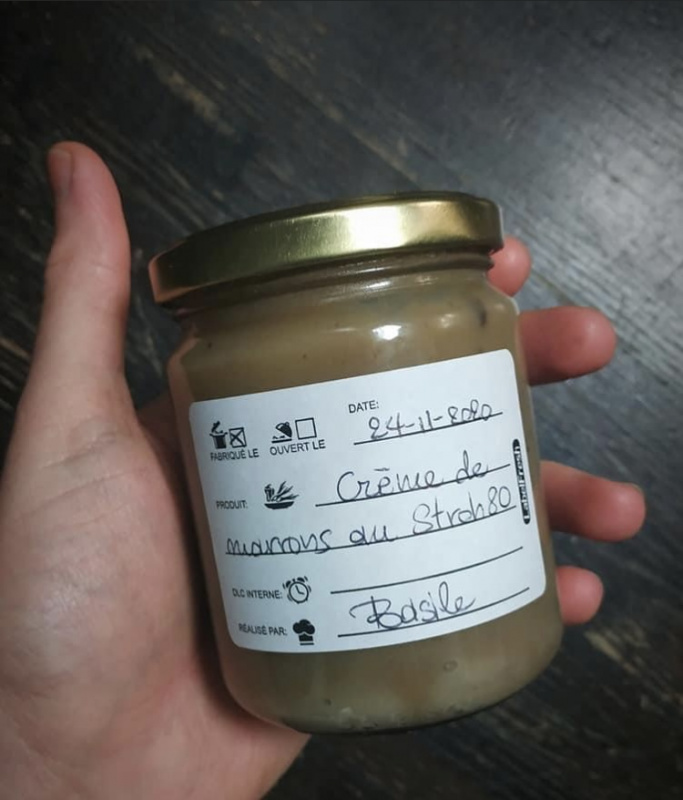 DATE:
24-11-2020
FABRIQUÉ LE
OUVERT LE
PRODUIT:
Crème de
marrons au Stroh80
DLC INTERNE:
RÉALISÉ PAR:
Basile
LabelFresh